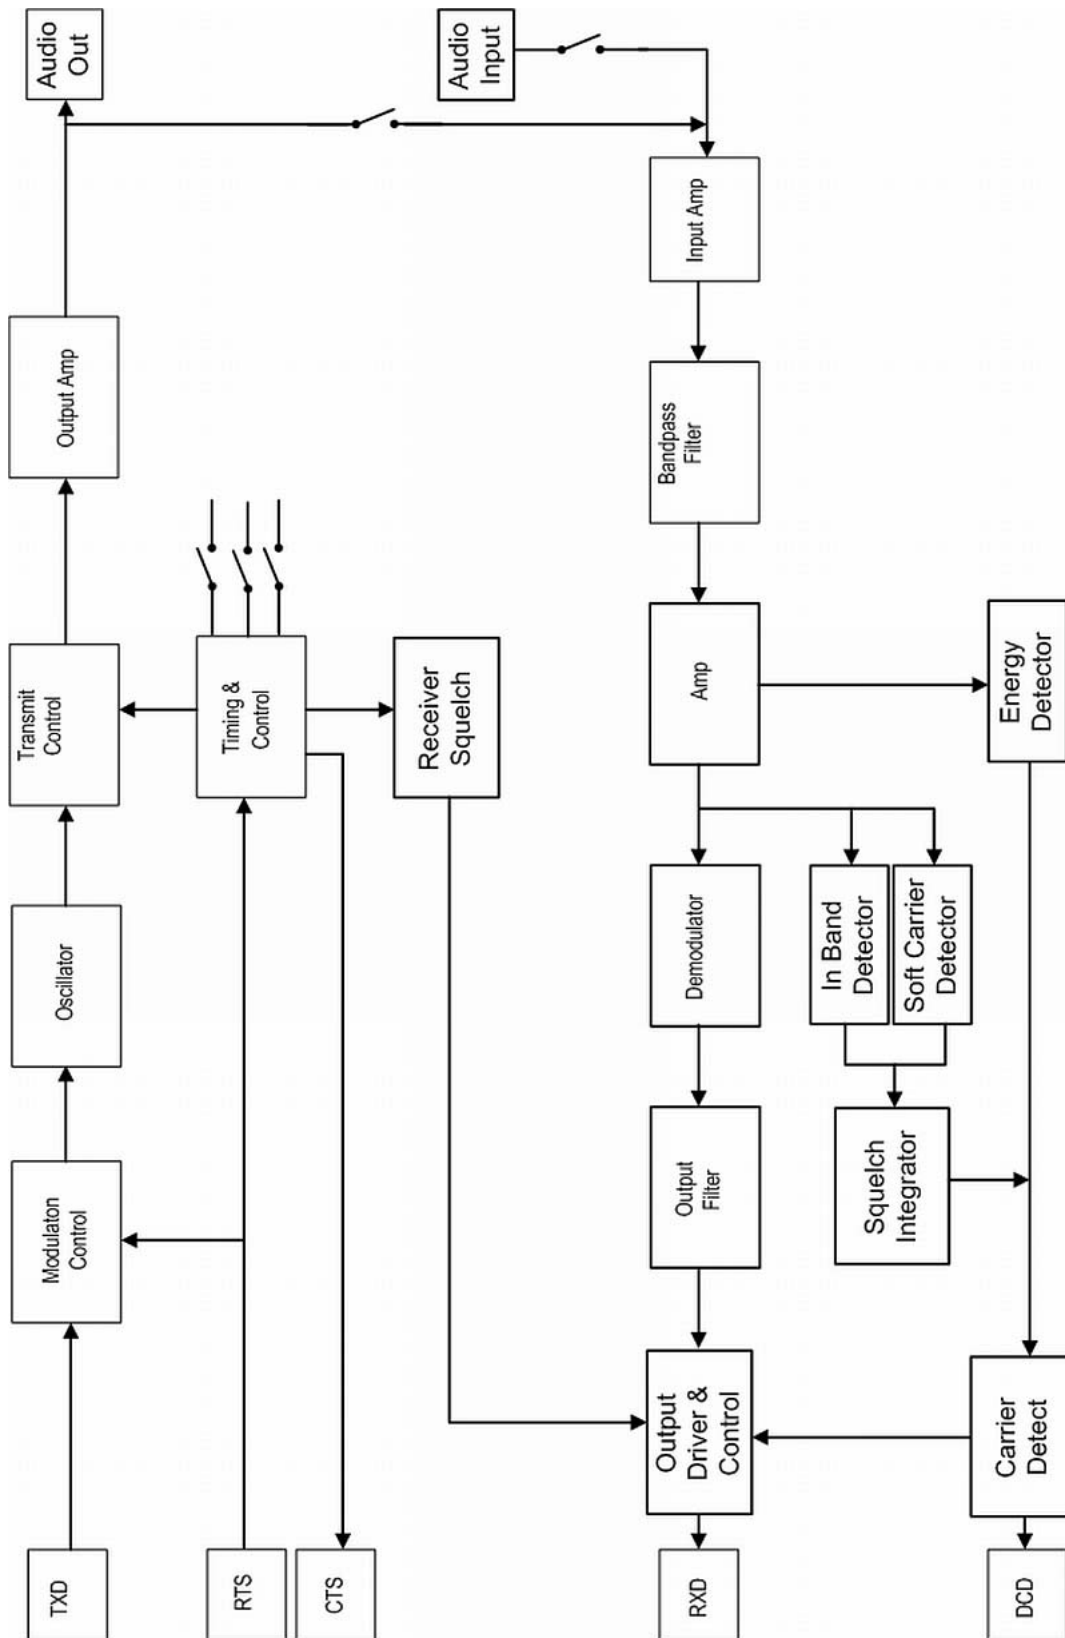 TXD
Modulaton
Control
Oscillator
Transmit
Control
Output Amp
Audio
Out
RTS
CTS
Timing &
Control
Receiver
Squelch
Audio
Input
Input Amp
Bandpass
Filter
Amp
Demodulator
Output
Filter
Output
Driver &
Control
RXD
In Band
Detector
Soft Carrier
Detector
Squelch
Integrator
Energy
Detector
Carrier
Detect
DCD